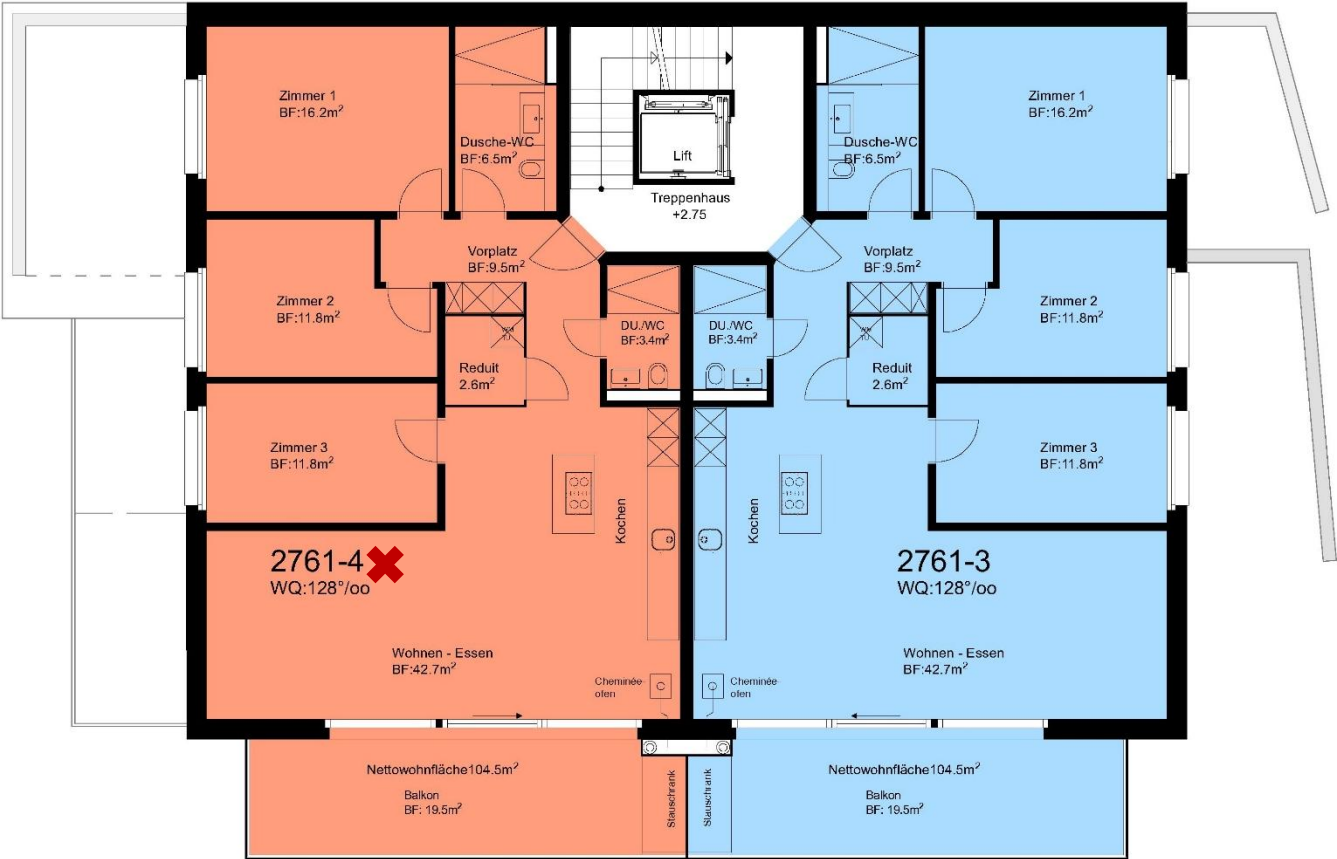 Zimmer 1
BF:16.2m²
Dusche-WC
BF:6.5m²
Lift
Treppenhaus
+2.75
Dusche-WC
BF:6.5m²
Zimmer 1
BF:16.2m²
Vorplatz
BF:9.5m²
Vorplatz
BF:9.5m²
Zimmer 2
BF:11.8m²
DU./WC
BF:3.4m²
DU./WC
BF:3.4m²
Zimmer 2
BF:11.8m²
Reduit
2.6m²
Reduit
2.6m²
Zimmer 3
BF:11.8m²
Kochen
Kochen
Zimmer 3
BF:11.8m²
2761-4
WQ:128°/oo
2761-3
WQ:128°/oo
Wohnen - Essen
BF:42.7m²
Cheminée
ofen
Cheminée
ofen
Wohnen - Essen
BF:42.7m²
Nettowohnfläche104.5m²
Balkon
BF: 19.5m²
Stauschrank
Stauschrank
Nettowohnfläche104.5m²
Balkon
BF: 19.5m²